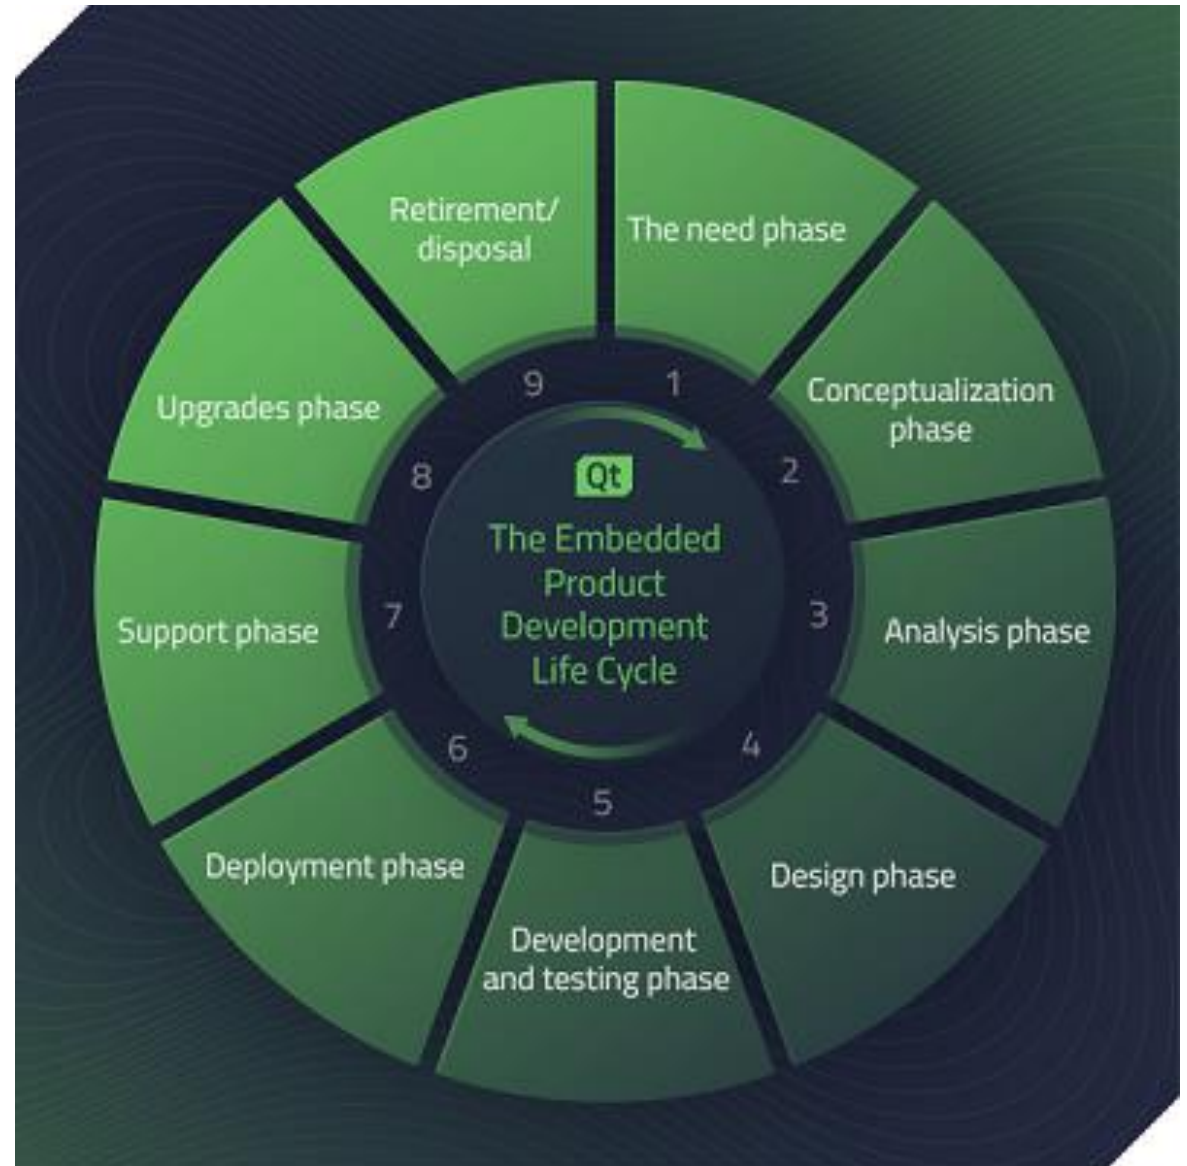 Retirement/
disposal
The need phase
Conceptualization
phase
Analysis phase
Design phase
Development
and testing phase
Deployment phase
Support phase
Upgrades phase
9
1
2
3
4
5
6
7
8
Qt
The Embedded
Product
Development
Life Cycle